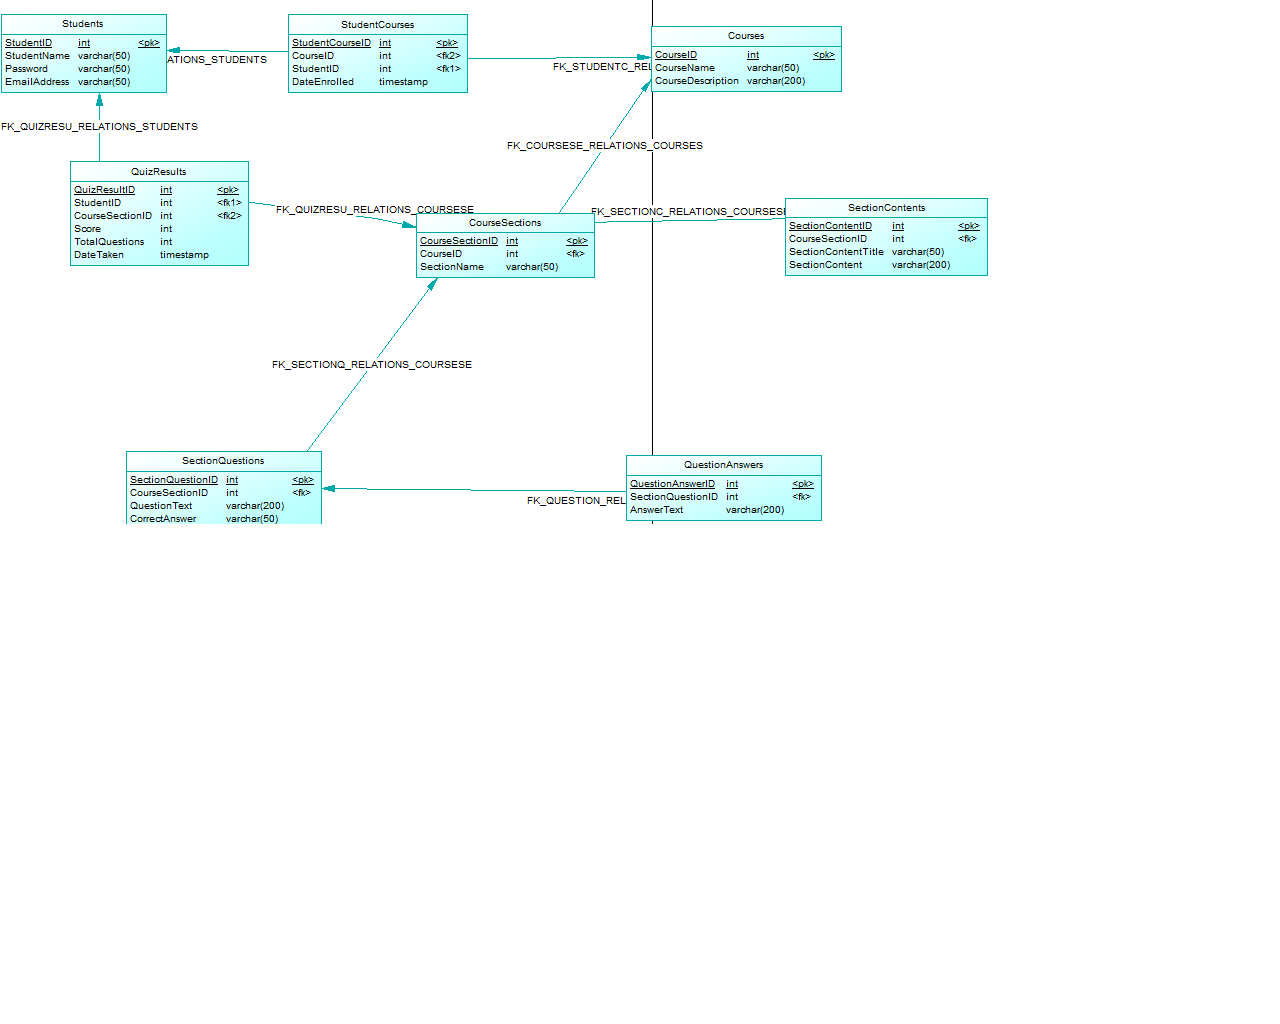 Students
StudentID int <pk>
StudentName varchar(50)
Password varchar(50)
EmailAddress varchar(50)
ATIONS_STUDENTS
StudentCourses
StudentCourseID int <pk>
CourseID int <fk2>
StudentID int <fk1>
DateEnrolled timestamp
FK_STUDENTC_REL
Courses
CourseID int <pk>
CourseName varchar(50)
CourseDescription varchar(200)
FK_QUIZRESU_RELATIONS_STUDENTS
FK_COURSESE_RELATIONS_COURSES
QuizResults
QuizResultID int <pk>
StudentID int <fk1>
CourseSectionID int <fk2>
Score int
TotalQuestions int
DateTaken timestamp
FK_QUIZRESU_RELATIONS_COURSESE
CourseSections
CourseSectionID int <pk>
CourseID int <fk>
SectionName varchar(50)
FK_SECTIONC_RELATIONS_COURSESE
SectionContents
SectionContentID int <pk>
CourseSectionID int <fk>
SectionContentTitle varchar(50)
SectionContent varchar(200)
FK_SECTIONQ_RELATIONS_COURSESE
SectionQuestions
SectionQuestionID int <pk>
CourseSectionID int <fk>
QuestionText varchar(200)
CorrectAnswer varchar(50)
FK_QUESTION_REL
QuestionAnswers
QuestionAnswerID int <pk>
SectionQuestionID int <fk>
AnswerText varchar(200)